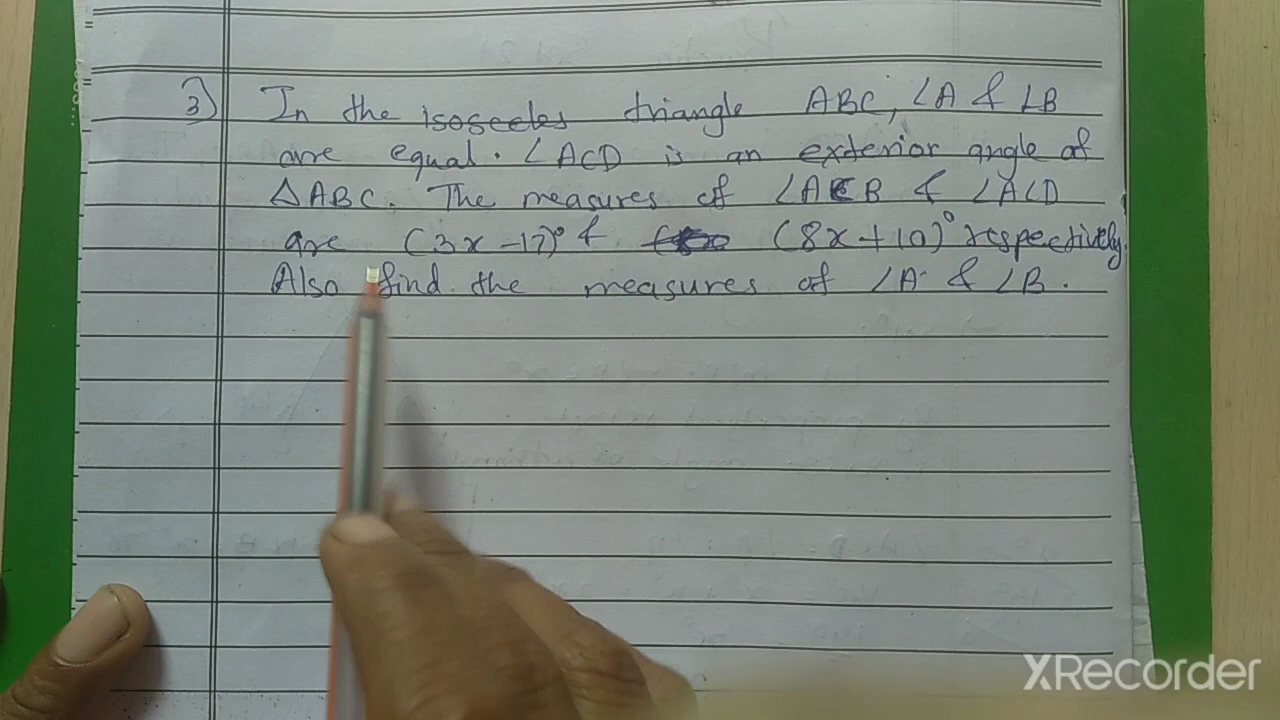 3) In the isosceles triangle ABC, ∠A & ∠B
are equal. ∠ACD is an exterior angle of
△ABC. The measures of ∠ACB & ∠ACD
are (3x-17)° & (8x+10)° respectively.
Also find the measures of ∠A & ∠B.
XRecorder